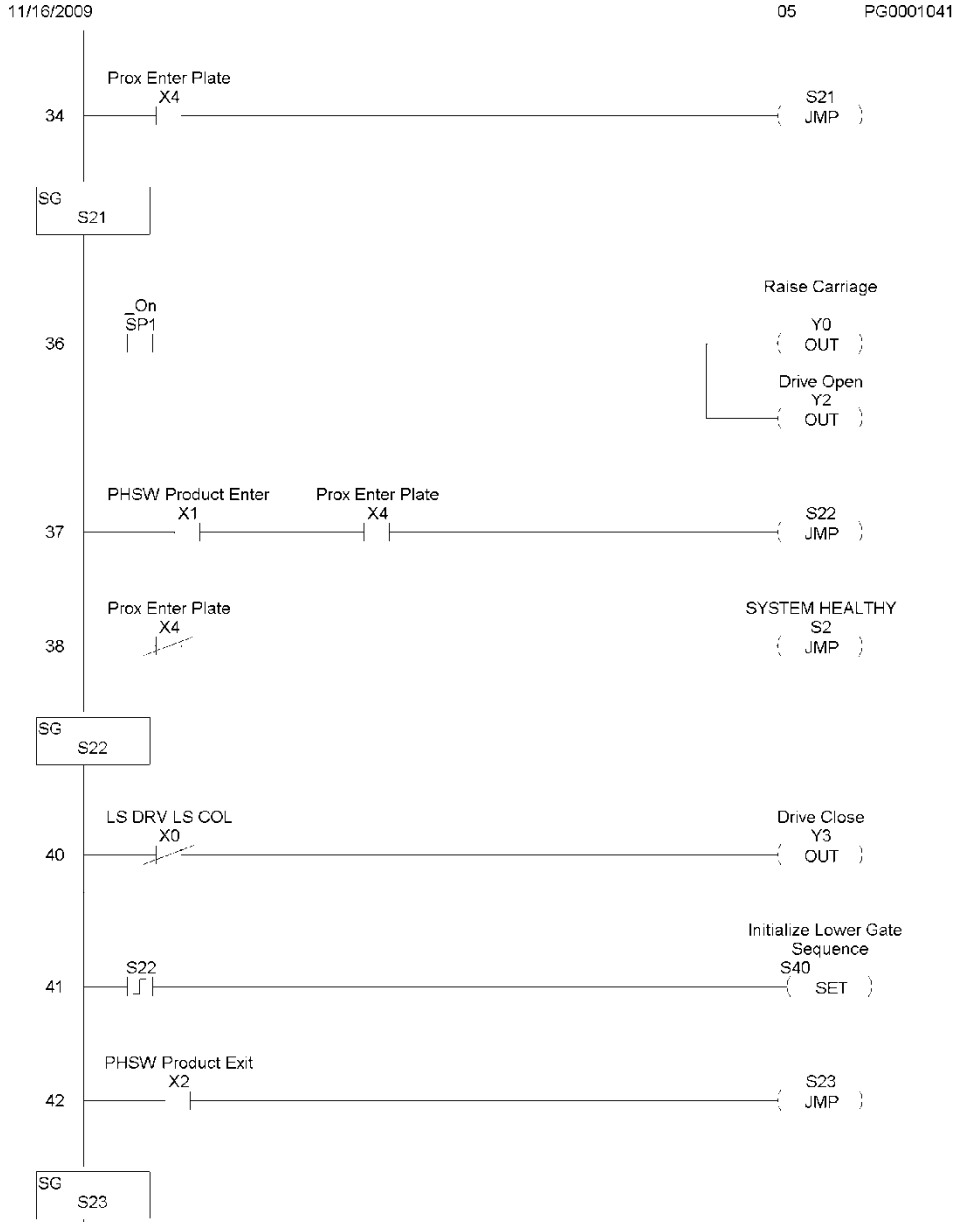 11/16/2009 05 PG0001041
Prox Enter Plate
X4 S21
34 JMP
SG
S21
Raise Carriage
_On
SP1 Y0
36 OUT
Drive Open
Y2
OUT
PHSW Product Enter Prox Enter Plate
X1 X4 S22
37 JMP
Prox Enter Plate SYSTEM HEALTHY
X4 S2
38 JMP
SG
S22
LS DRV LS COL Drive Close
X0 Y3
40 OUT
Initialize Lower Gate
Sequence
S22 S40
41 SET
PHSW Product Exit
X2 S23
42 JMP
SG
S23